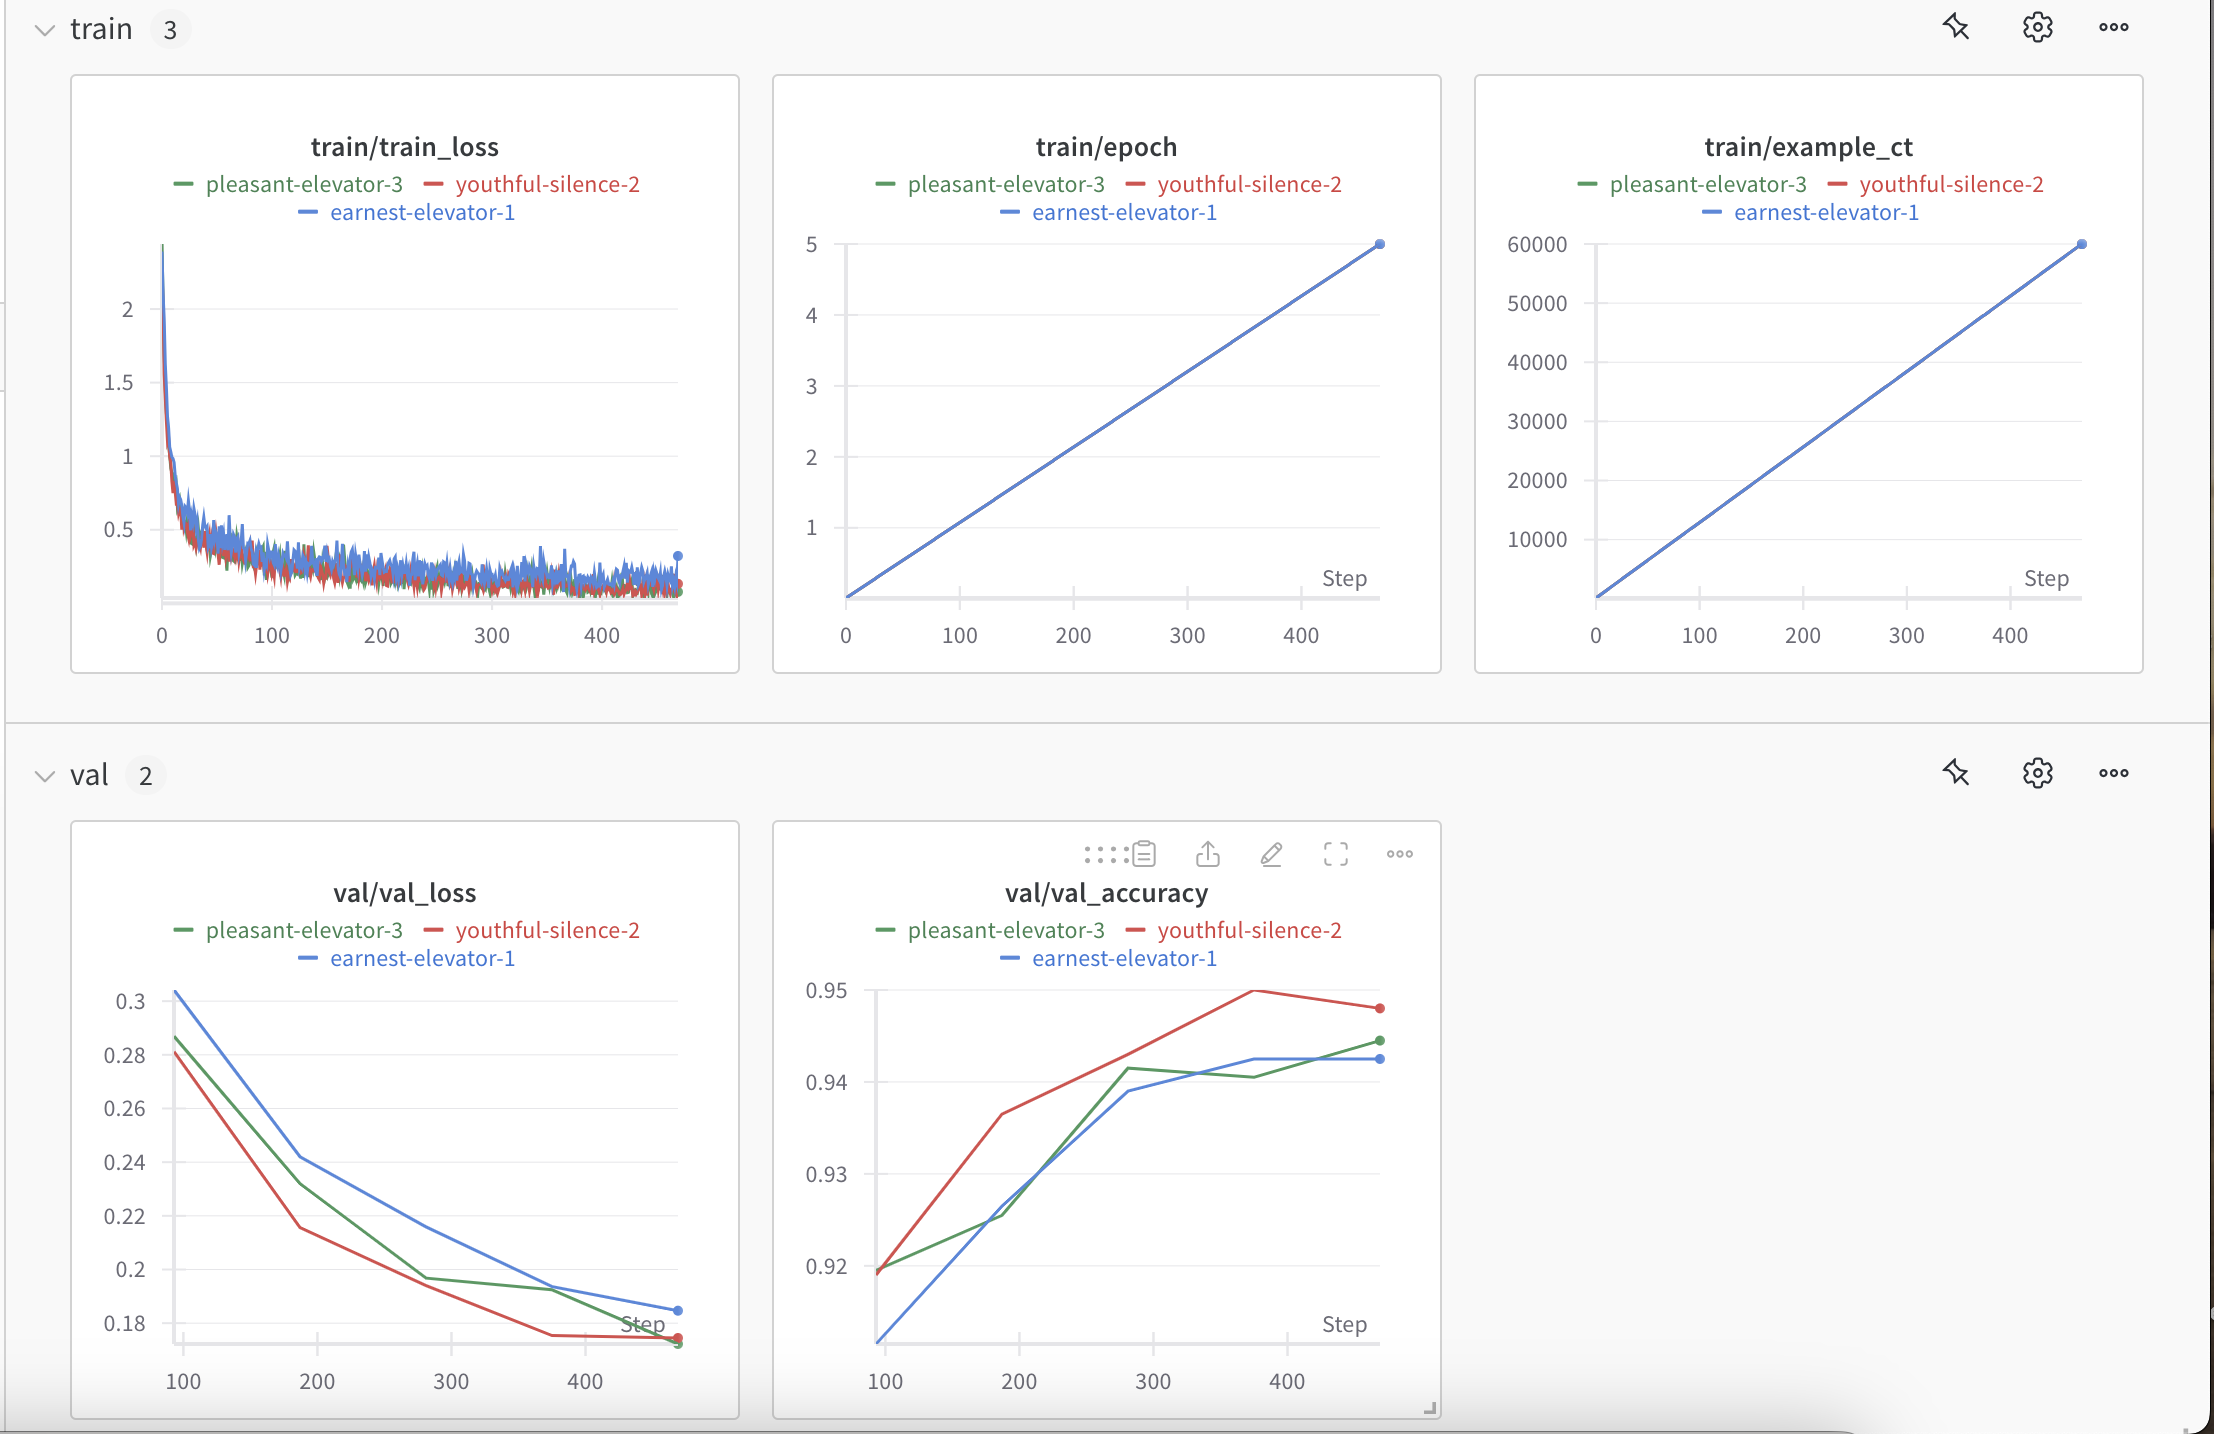 train 3
train/train_loss
pleasant-elevator-3 youthful-silence-2
earnest-elevator-1
2
1.5
1
0.5
0 100 200 300 400
train/epoch
pleasant-elevator-3 youthful-silence-2
earnest-elevator-1
5
4
3
2
1
Step
0 100 200 300 400
train/example_ct
pleasant-elevator-3 youthful-silence-2
earnest-elevator-1
60000
50000
40000
30000
20000
10000
Step
0 100 200 300 400
val 2
val/val_loss
pleasant-elevator-3 youthful-silence-2
earnest-elevator-1
0.3
0.28
0.26
0.24
0.22
0.2
0.18
Step
100 200 300 400
val/val_accuracy
pleasant-elevator-3 youthful-silence-2
earnest-elevator-1
0.95
0.94
0.93
0.92
Step
100 200 300 400